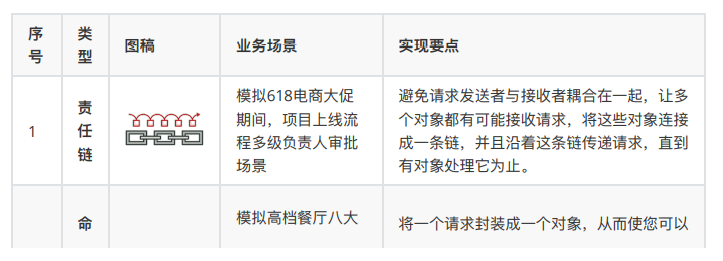 序号
类型
图稿
业务场景
实现要点
1
责任链
模拟618电商大促
期间，项目上线流
程多级负责人审批
场景
避免请求发送者与接收者耦合在一起，让多
个对象都有可能接收请求，将这些对象连接
成一条链，并且沿着这条链传递请求，直到
有对象处理它为止。
命
模拟高档餐厅八大
将一个请求封装成一个对象，从而使您可以